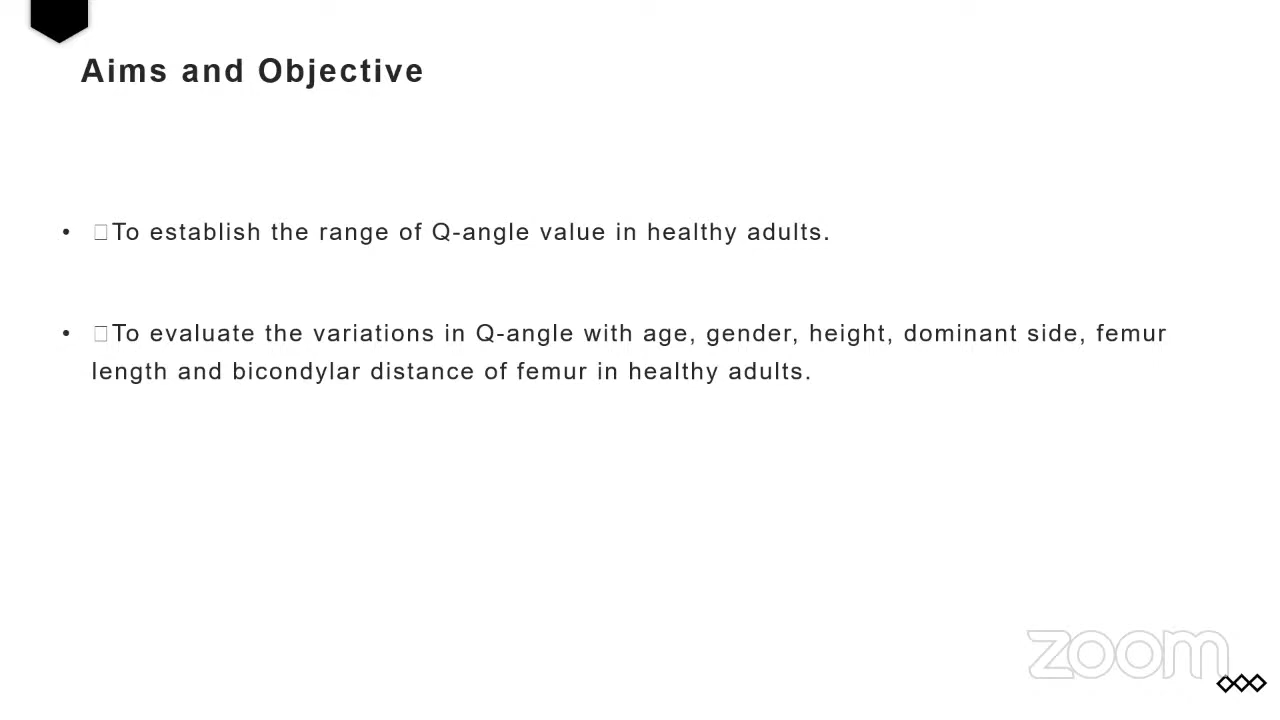 Aims and Objective
• To establish the range of Q-angle value in healthy adults.
• To evaluate the variations in Q-angle with age, gender, height, dominant side, femur
length and bicondylar distance of femur in healthy adults.
zoom